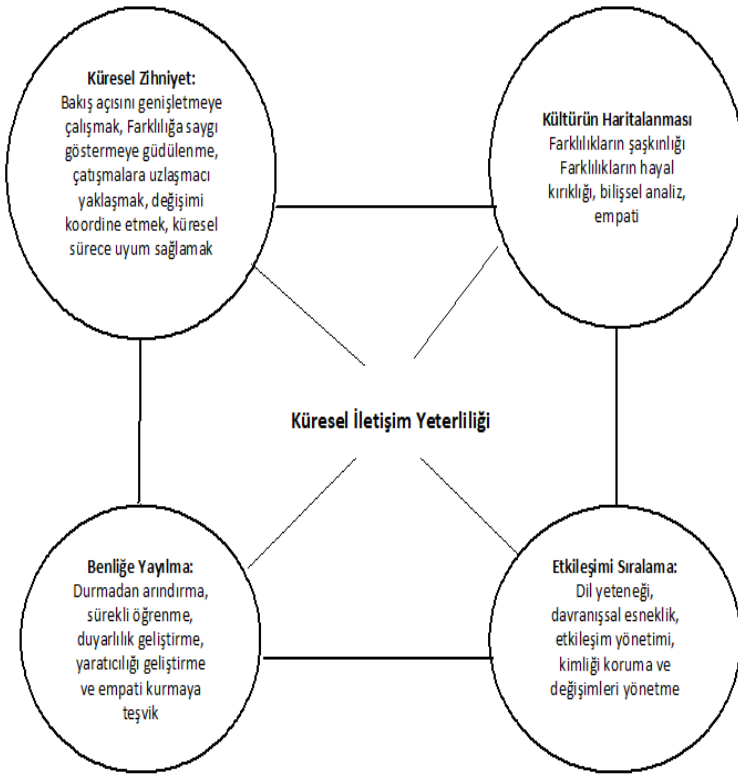 Küresel Zihniyet:
Bakış açısını genişletmeye
çalışmak, Farklılığa saygı
göstermeye güdülenme,
çatışmalara uzlaşmacı
yaklaşmak, değişimi
koordine etmek, küresel
sürece uyum sağlamak
Kültürün Haritalanması
Farklılıkların şaşkınlığı
Farklılıkların hayal
kırıklığı, bilişsel analiz,
empati
Küresel İletişim Yeterliliği
Benliğe Yayılma:
Durmadan arındırma,
sürekli öğrenme,
duyarlılık geliştirme,
yaratıcılığı geliştirme
ve empati kurmaya
teşvik
Etkileşimi Sıralama:
Dil yeteneği,
davranışsal esneklik,
etkileşim yönetimi,
kimliği koruma ve
değişimleri yönetme